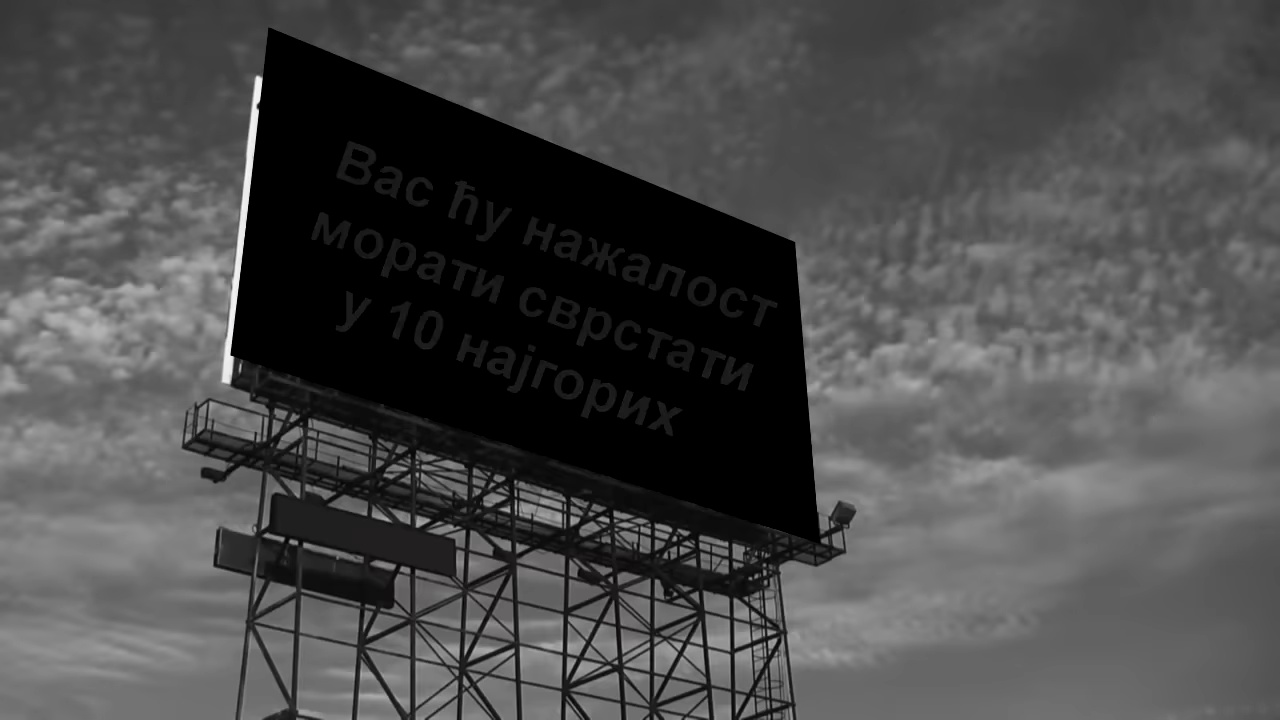 Вас ћу нажалост
морати сврстати
у 10 најгорих